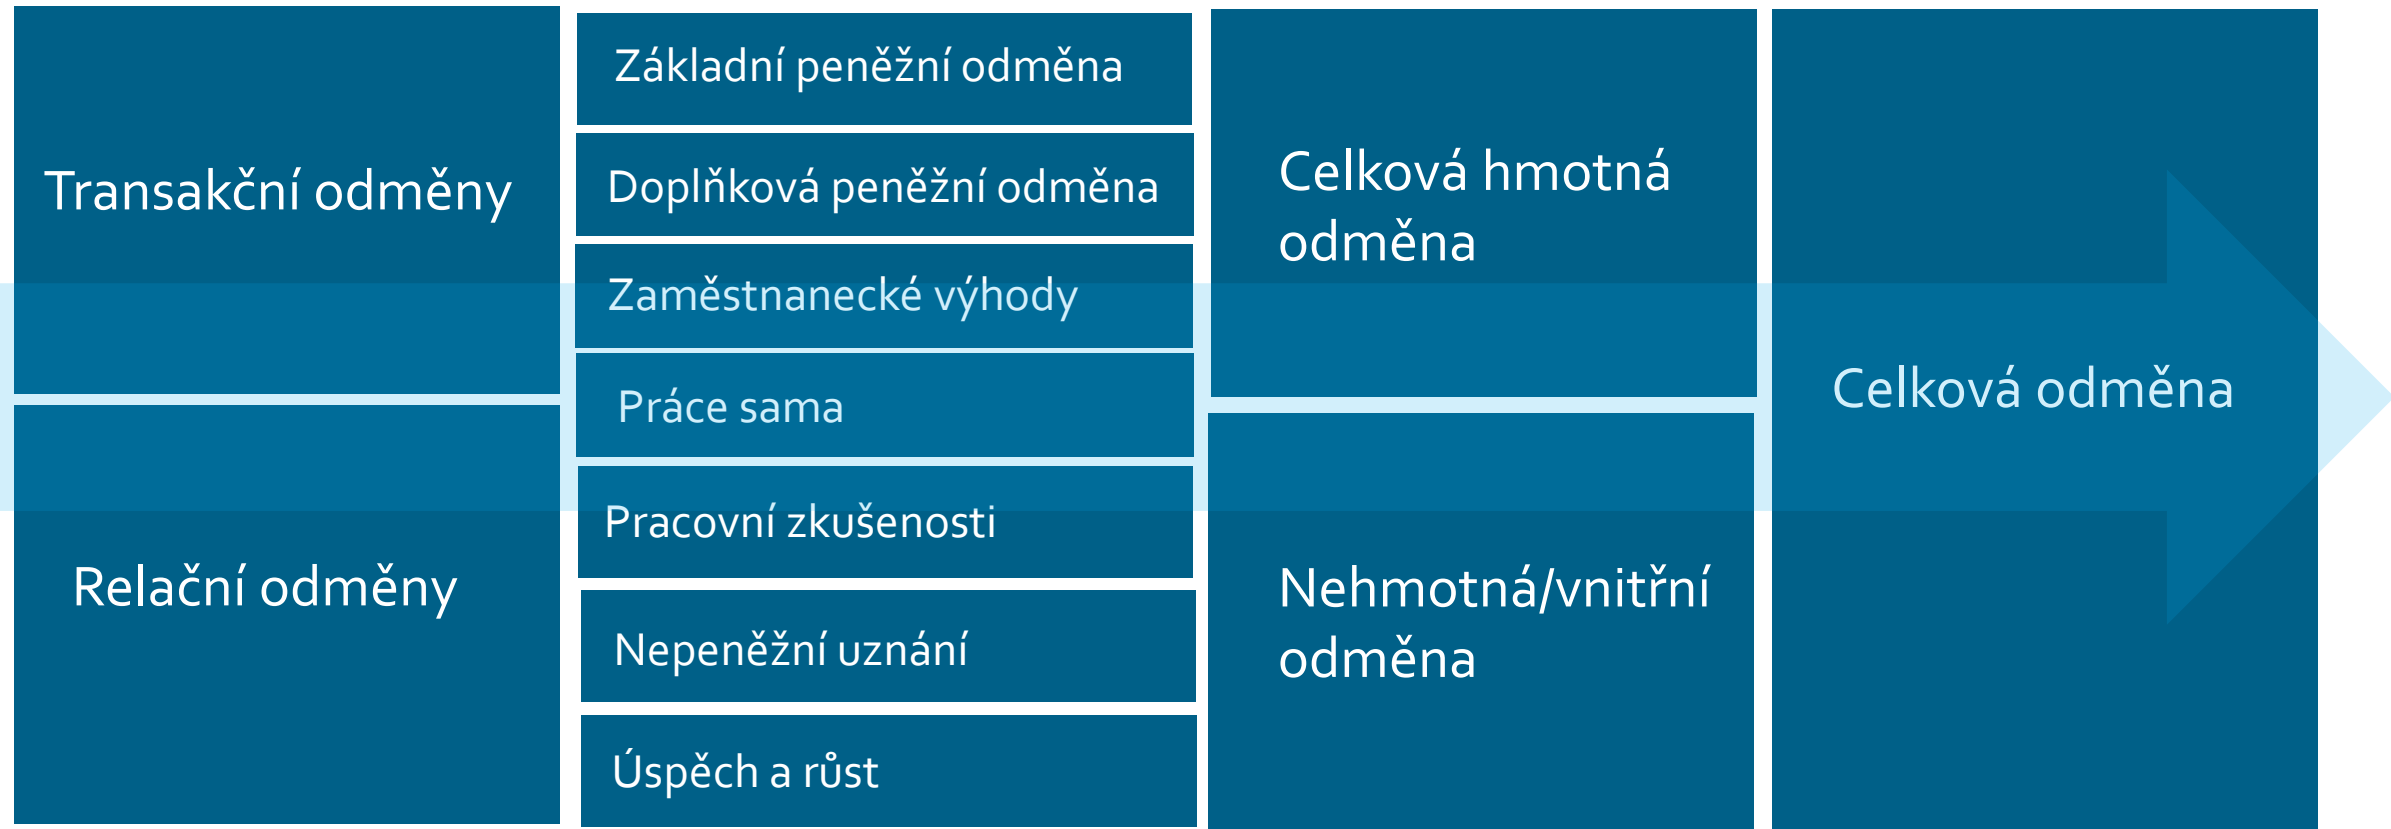 Transakční odměny
Relační odměny
Základní peněžní odměna
Doplňková peněžní odměna
Zaměstnanecké výhody
Práce sama
Pracovní zkušenosti
Nepeněžní uznání
Úspěch a růst
Celková hmotná
odměna
Nehmotná/vnitřní
odměna
Celková odměna